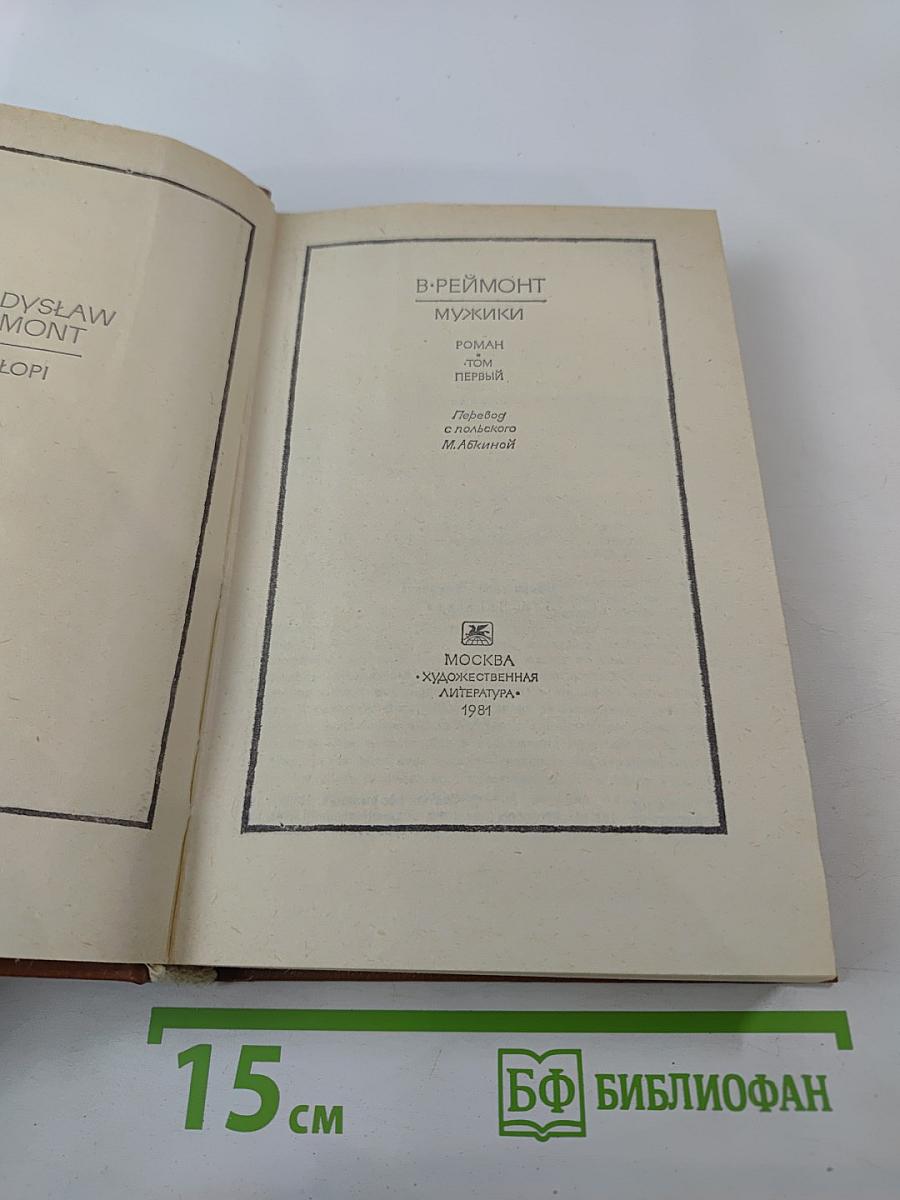 DYSŁAW
MONT
ŁOPI
В·РЕЙМОНТ
МУЖИКИ
РОМАН
·ТОМ
ПЕРВЫЙ
Перевод
с польского
М. Абкиной
МОСКВА
·ХУДОЖЕСТВЕННАЯ
ЛИТЕРАТУРА·
1981
15 см
БФ БИБЛИОФАН